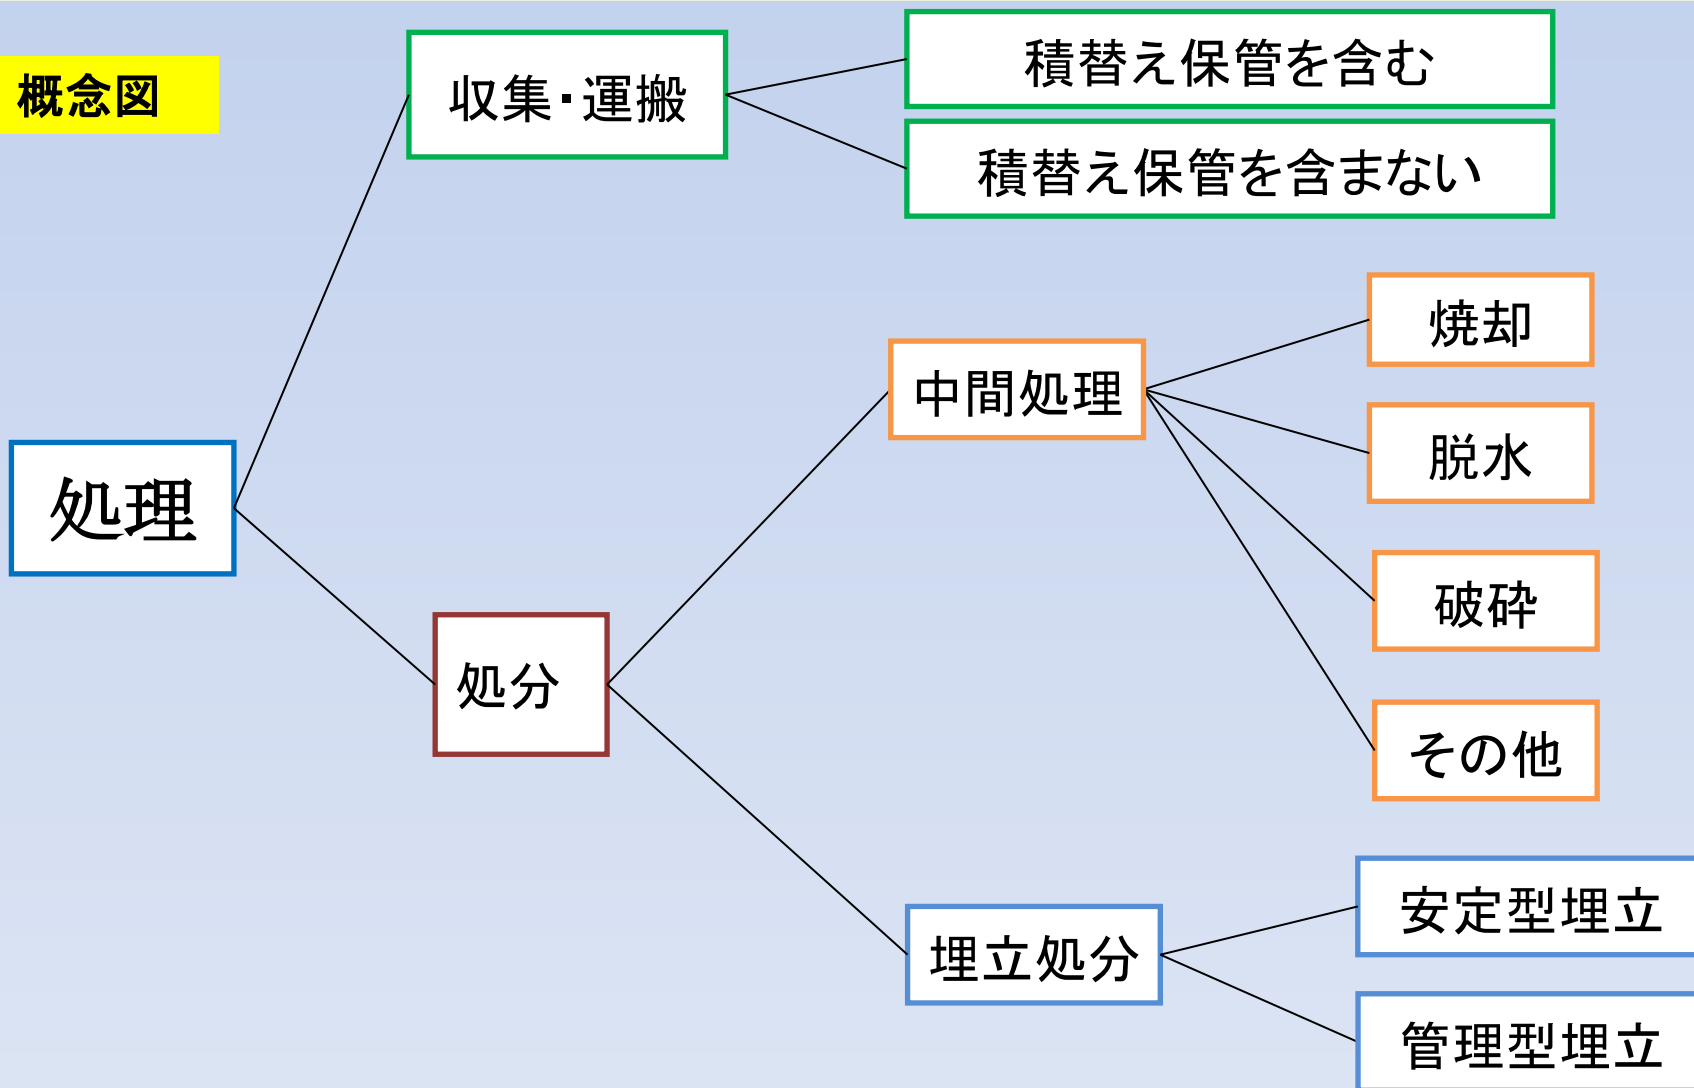 概念図
収集・運搬
積替え保管を含む
積替え保管を含まない
処理
処分
中間処理
焼却
脱水
破砕
その他
埋立処分
安定型埋立
管理型埋立